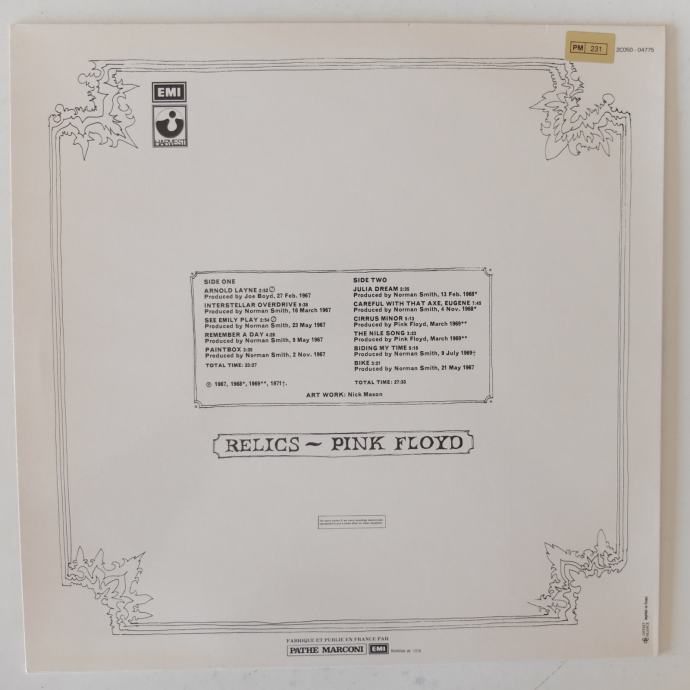 PM 231
2C050-04775
EMI
HARVEST
SIDE ONE
ARNOLD LAYNE 2:52
Produced by Joe Boyd, 27 Feb. 1967
INTERSTELLAR OVERDRIVE 9:38
Produced by Norman Smith, 16 March 1967
SEE EMILY PLAY 2:54
Produced by Norman Smith, 23 May 1967
REMEMBER A DAY 4:29
Produced by Norman Smith, 9 May 1967
PAINTBOX 3:35
Produced by Norman Smith, 2 Nov. 1967
TOTAL TIME: 23:27
℗ 1967, 1968*, 1969**, 1971†.
SIDE TWO
JULIA DREAM 2:35
Produced by Norman Smith, 13 Feb. 1968*
CAREFUL WITH THAT AXE, EUGENE 1:45
Produced by Norman Smith, 4 Nov. 1968*
CIRRUS MINOR 5:13
Produced by Pink Floyd, March 1969**
THE NILE SONG 3:23
Produced by Pink Floyd, March 1969**
BIDING MY TIME 5:16
Produced by Norman Smith, 9 July 1969†
BIKE 3:21
Produced by Norman Smith, 21 May 1967
TOTAL TIME: 27:33
ART WORK: Nick Mason
RELICS ~ PINK FLOYD
FABRIQUE ET PUBLIE EN FRANCE PAR
PATHE MARCONI EMI